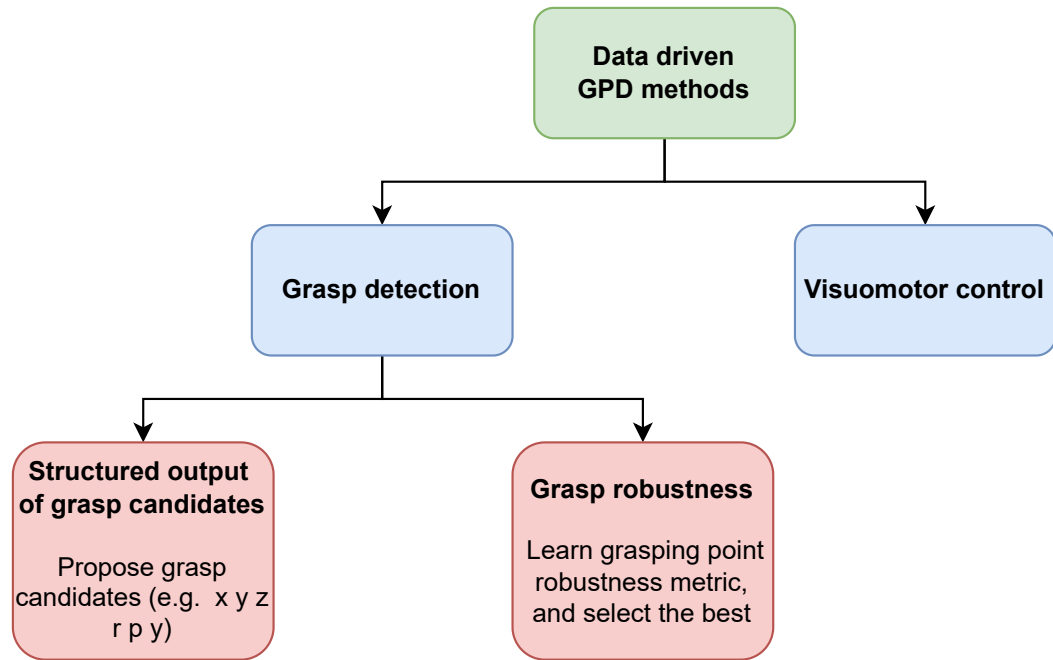 Data driven
GPD methods
Grasp detection
Visuomotor control
Structured output
of grasp candidates
Propose grasp
candidates (e.g.  x y z
r p y)
Grasp robustness
Learn grasping point
robustness metric,
and select the best